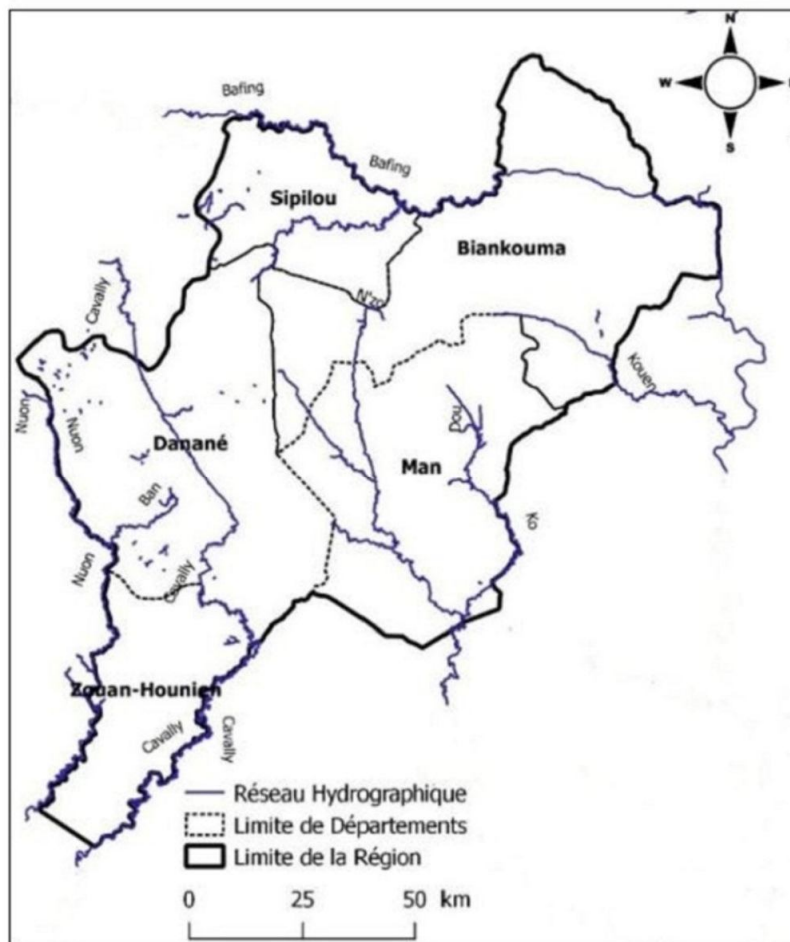 N
W
S
Bafing
Bafing
Sipilou
Biankouma
Cavally
N'zo
Kouen
Nuon
Nuon
Danané
Dou
Man
Ban
Ko
Nuon
Cavally
Zouan-Hounien
Cavally
Cavally
Réseau Hydrographique
Limite de Départements
Limite de la Région
0 25 50 km